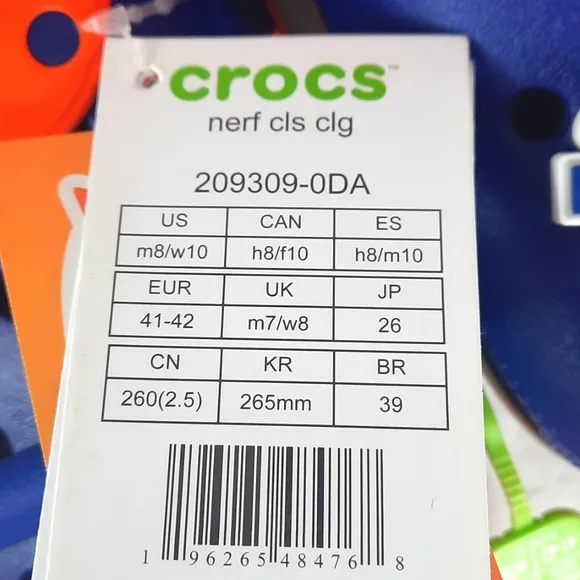 crocs™
nerf cls clg
209309-0DA
US CAN ES
m8/w10 h8/f10 h8/m10
EUR UK JP
41-42 m7/w8 26
CN KR BR
260(2.5) 265mm 39
1 96265 48476 8